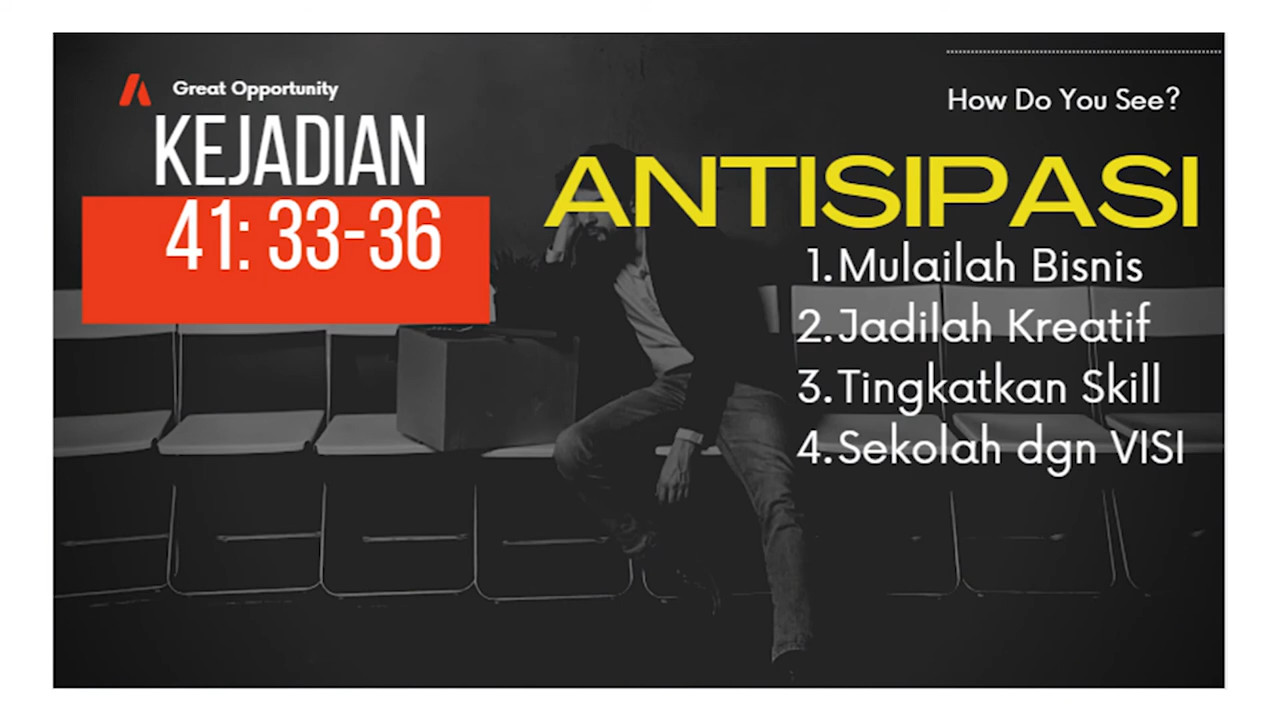 Great Opportunity
KEJADIAN
41: 33-36
How Do You See?
ANTISIPASI
1. Mulailah Bisnis
2. Jadilah Kreatif
3. Tingkatkan Skill
4. Sekolah dgn VISI